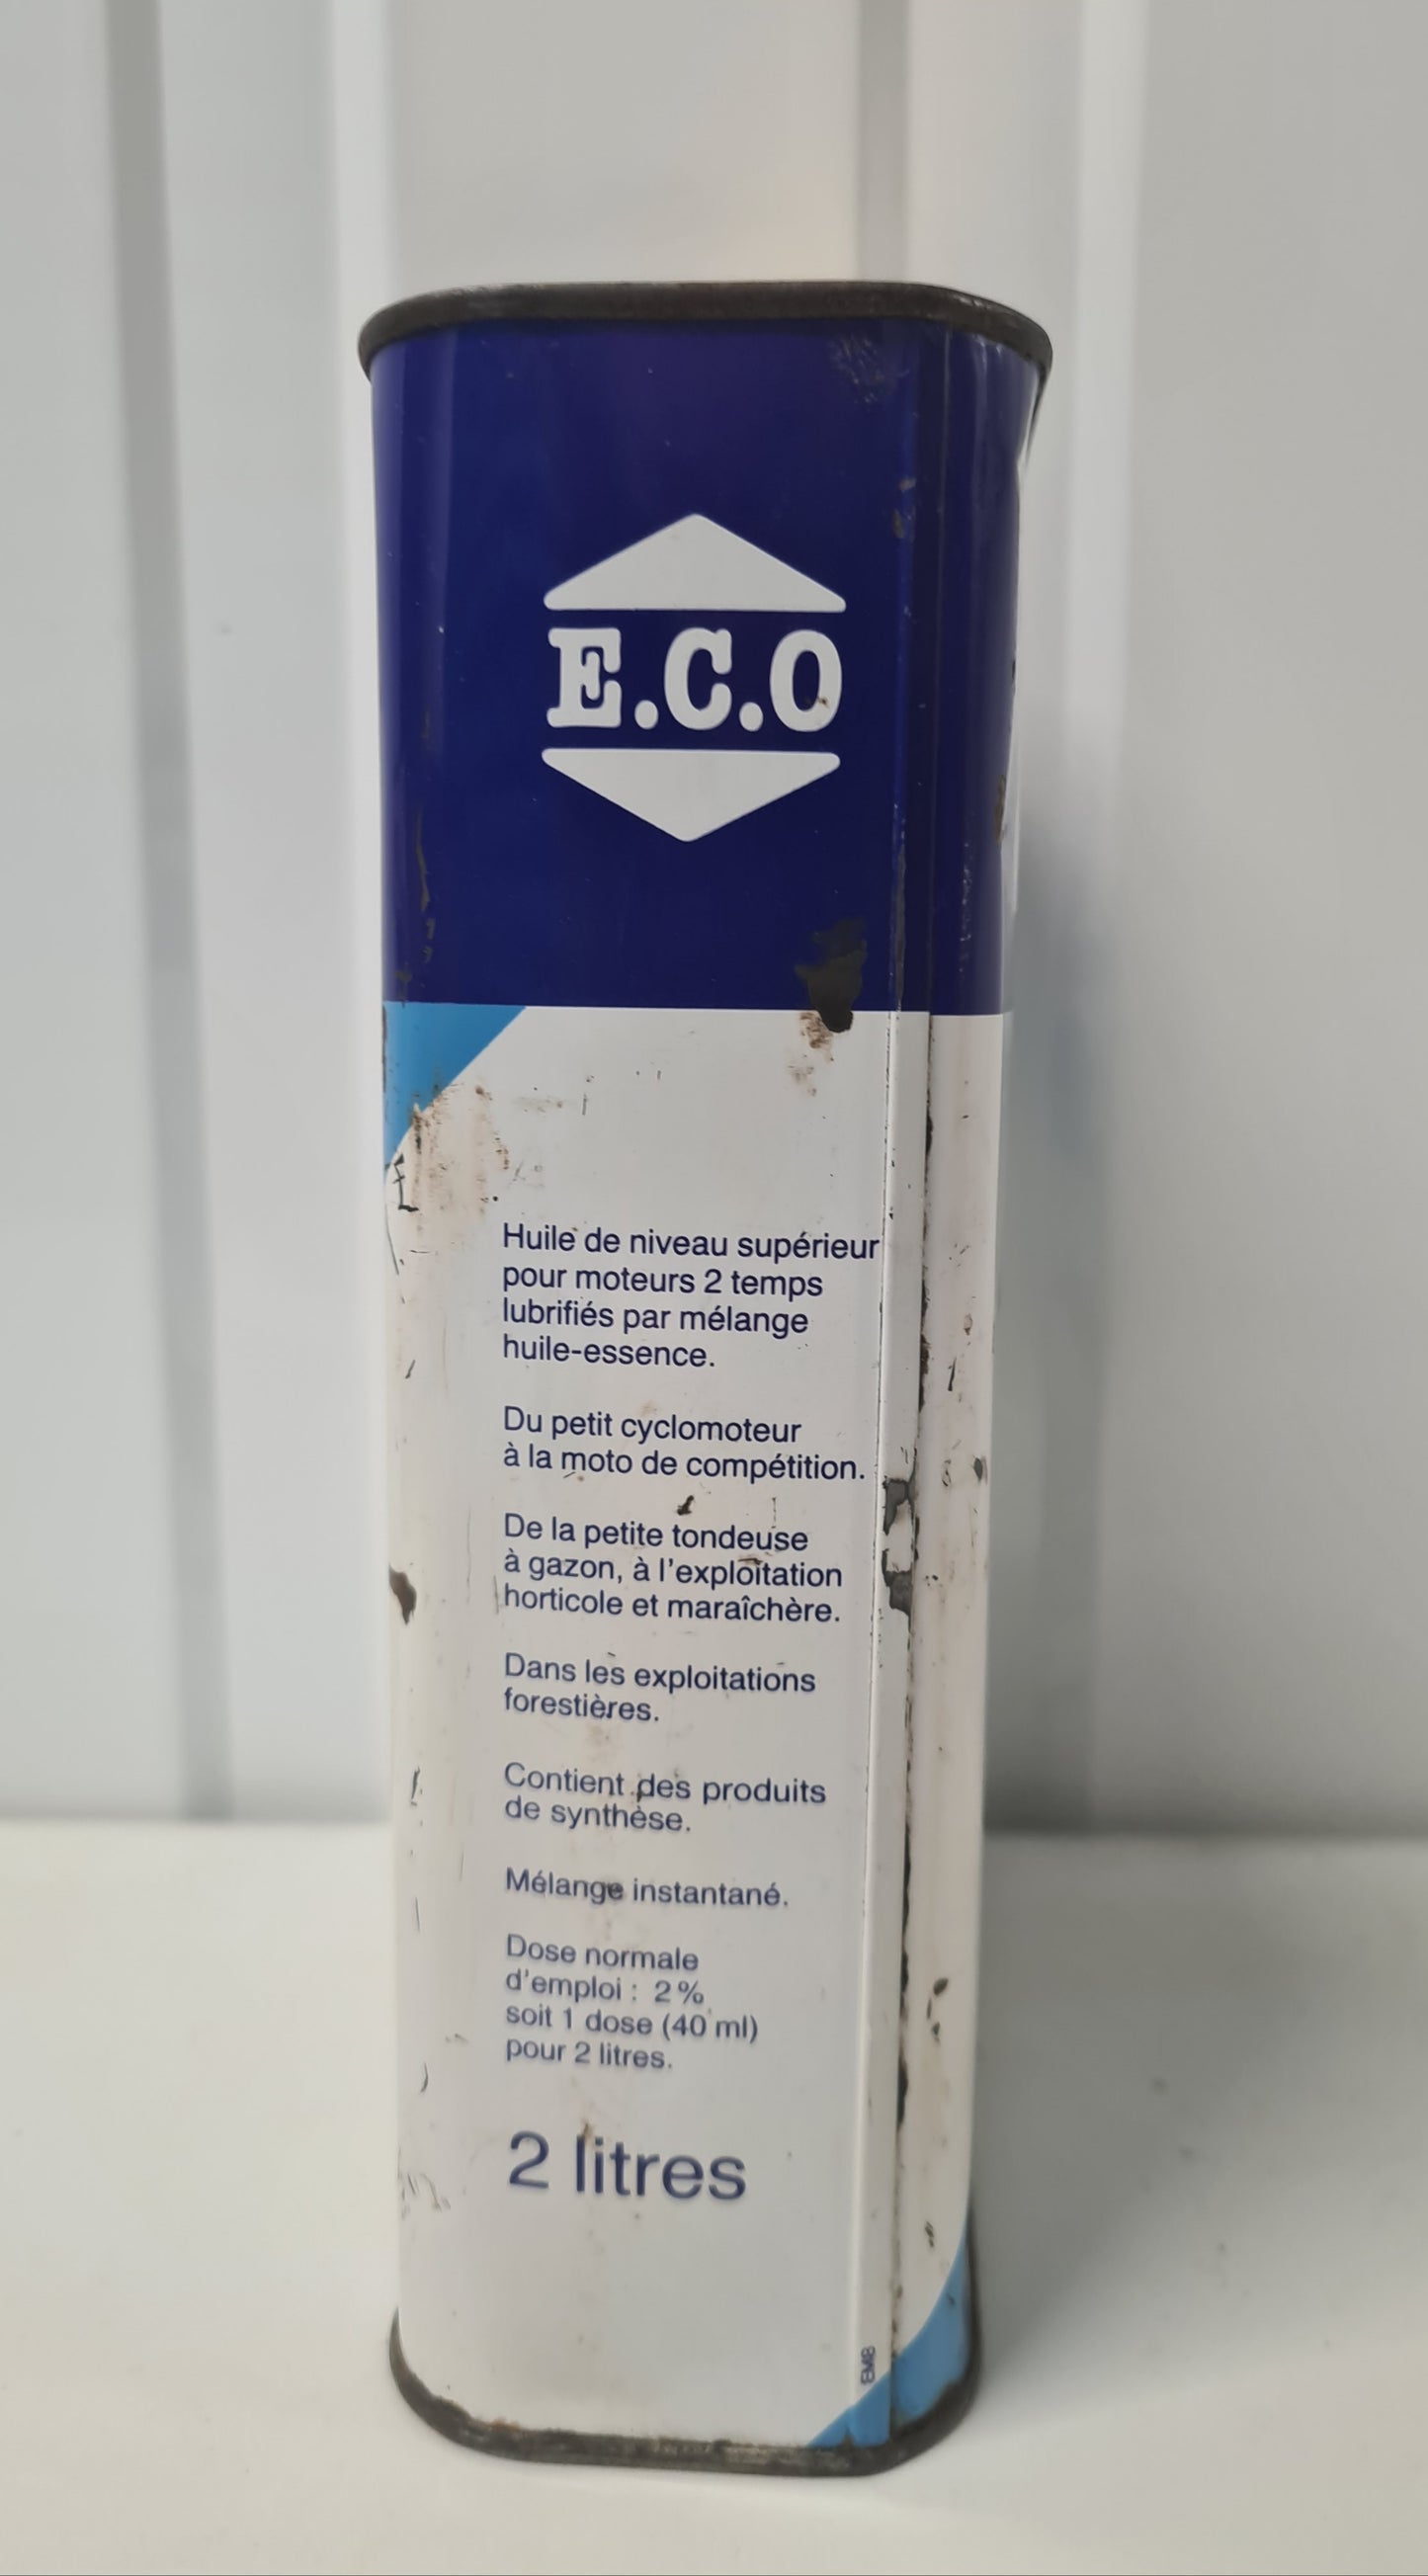 E.C.O
Huile de niveau supérieur
pour moteurs 2 temps
lubrifiés par mélange
huile-essence.
Du petit cyclomoteur
à la moto de compétition.
De la petite tondeuse
à gazon, à l'exploitation
horticole et maraîchère.
Dans les exploitations
forestières.
Contient des produits
de synthèse.
Mélange instantané.
Dose normale
d'emploi : 2%
soit 1 dose (40 ml)
pour 2 litres.
2 litres